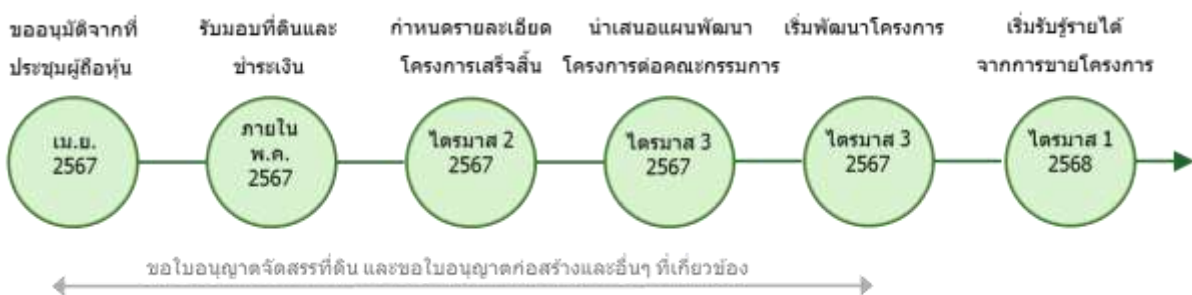 ขออนุมัติจากที่
ประชุมผู้ถือหุ้น
รับมอบที่ดินและ
ชำระเงิน
กำหนดรายละเอียด
โครงการเสร็จสิ้น
นำเสนอแผนพัฒนา
โครงการต่อคณะกรรมการ
เริ่มพัฒนาโครงการ
เริ่มรับรู้รายได้
จากการขายโครงการ
เม.ย.
2567
ภายใน
พ.ค.
2567
ไตรมาส 2
2567
ไตรมาส 3
2567
ไตรมาส 3
2567
ไตรมาส 1
2568
ขอใบอนุญาตจัดสรรที่ดิน และขอใบอนุญาตก่อสร้างและอื่นๆ ที่เกี่ยวข้อง